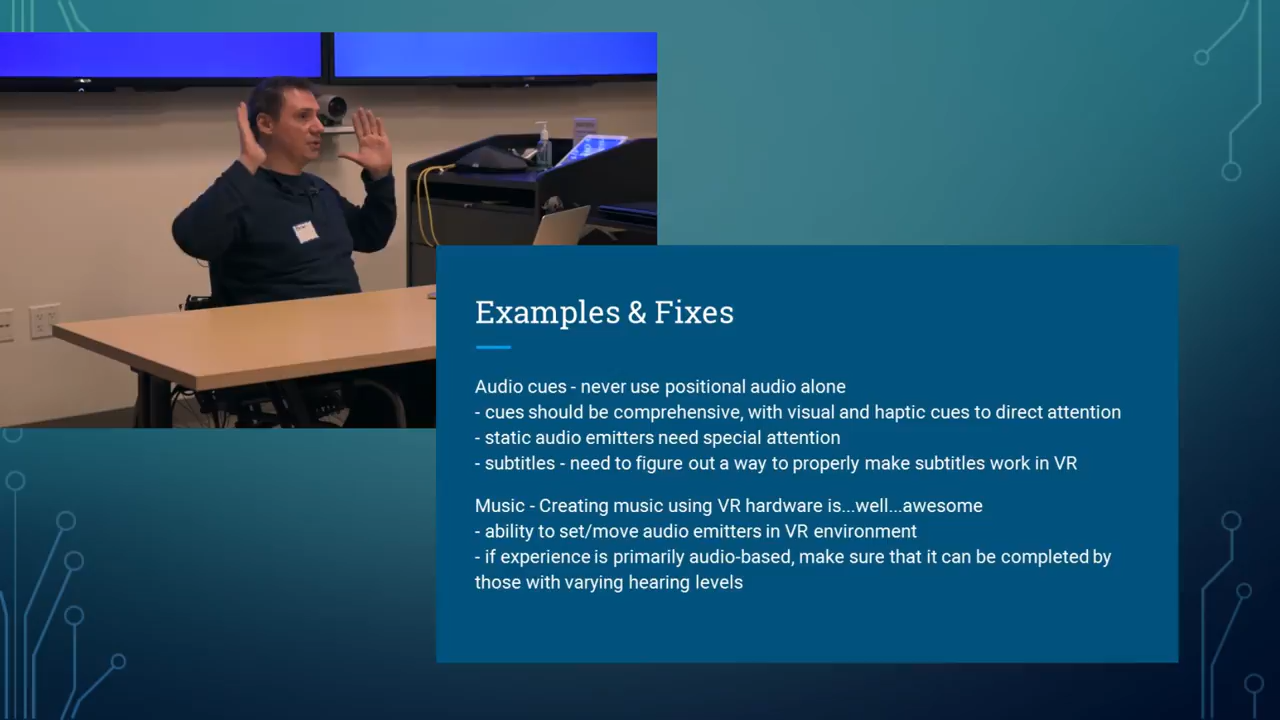 Examples & Fixes
Audio cues - never use positional audio alone
- cues should be comprehensive, with visual and haptic cues to direct attention
- static audio emitters need special attention
- subtitles - need to figure out a way to properly make subtitles work in VR
Music - Creating music using VR hardware is...well...awesome
- ability to set/move audio emitters in VR environment
- if experience is primarily audio-based, make sure that it can be completed by
those with varying hearing levels